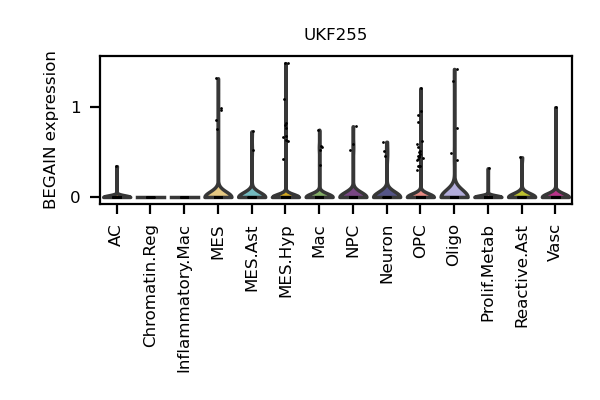 UKF255
BEGAIN expression
1
0
AC
Chromatin.Reg
Inflammatory.Mac
MES
MES.Ast
MES.Hyp
Mac
NPC
Neuron
OPC
Oligo
Prolif.Metab
Reactive.Ast
Vasc